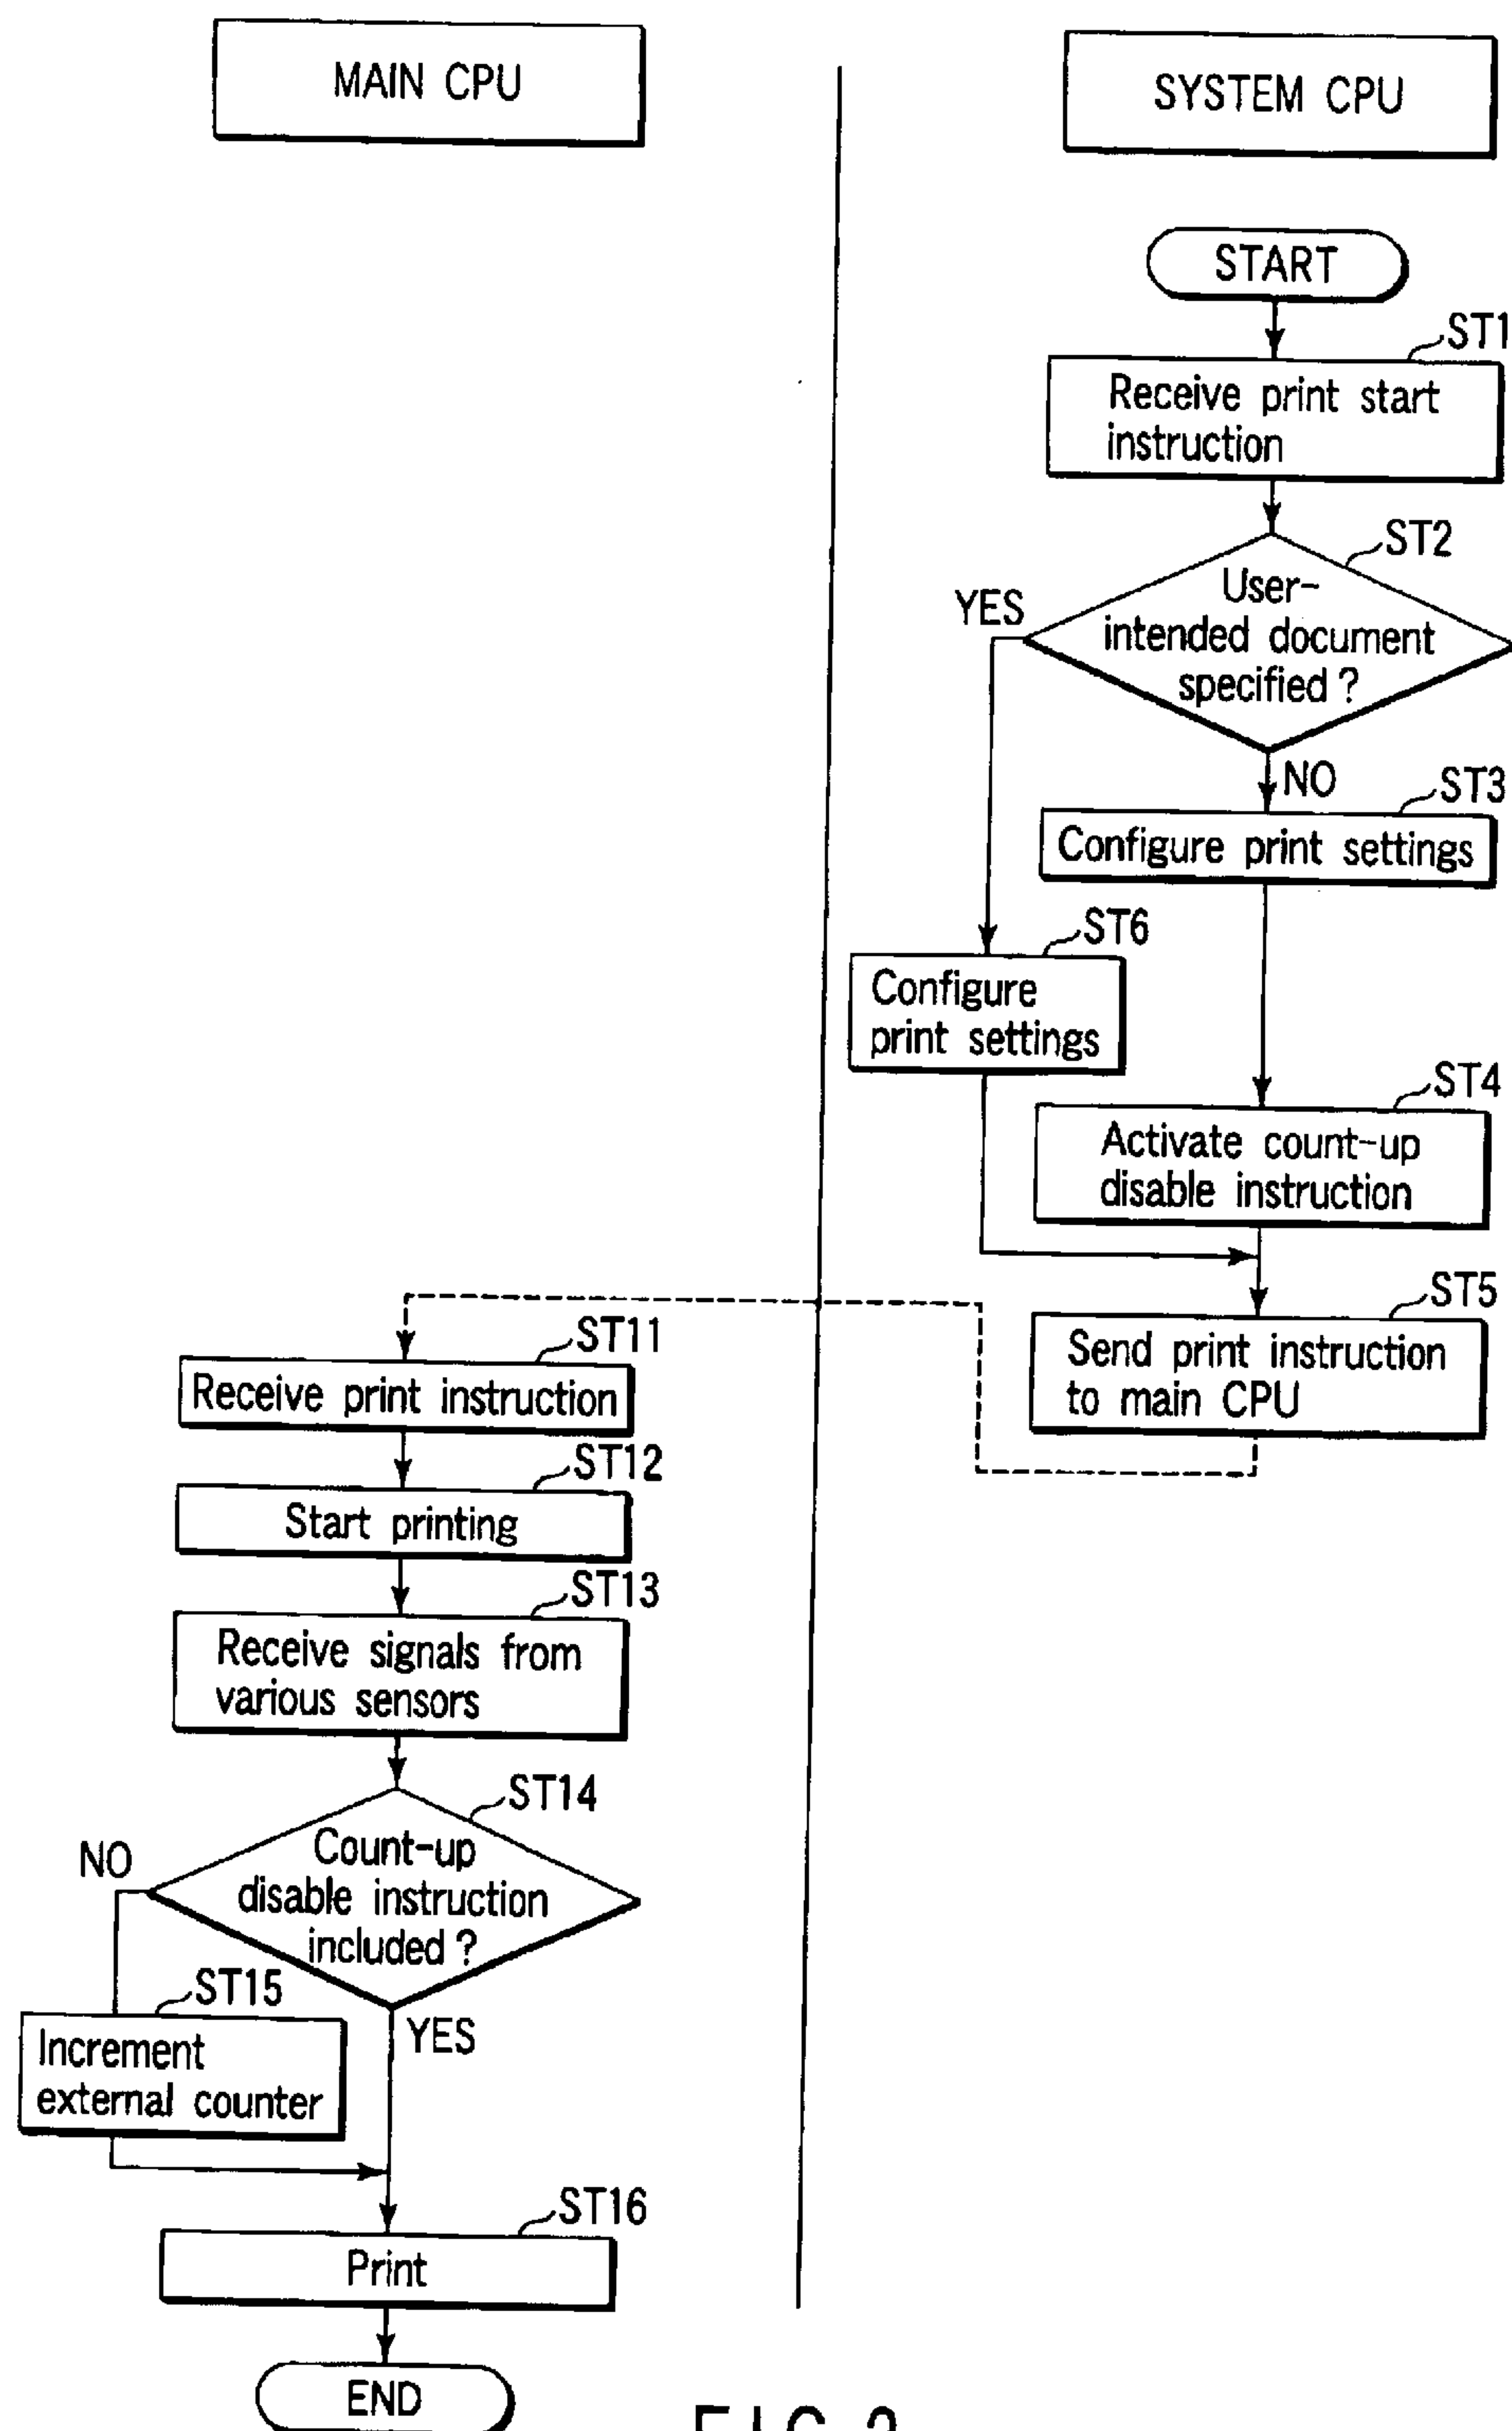 MAIN CPU
SYSTEM CPU
START
ST1
Receive print start
instruction
ST2
User-
intended document
specified ?
YES
NO
ST3
Configure print settings
ST6
Configure
print settings
ST4
Activate count-up
disable instruction
ST5
Send print instruction
to main CPU
ST11
Receive print instruction
ST12
Start printing
ST13
Receive signals from
various sensors
ST14
Count-up
disable instruction
included ?
NO
YES
ST15
Increment
external counter
ST16
Print
END